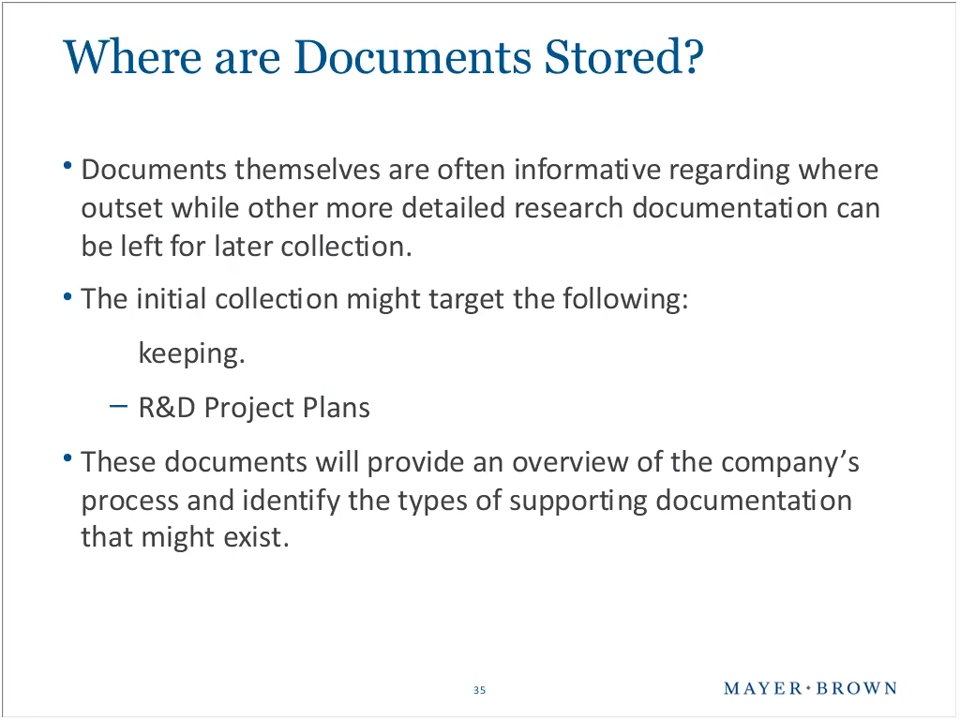 Where are Documents Stored?
• Documents themselves are often informative regarding where
outset while other more detailed research documentation can
be left for later collection.
• The initial collection might target the following:
keeping.
– R&D Project Plans
• These documents will provide an overview of the company’s
process and identify the types of supporting documentation
that might exist.
35
MAYER•BROWN